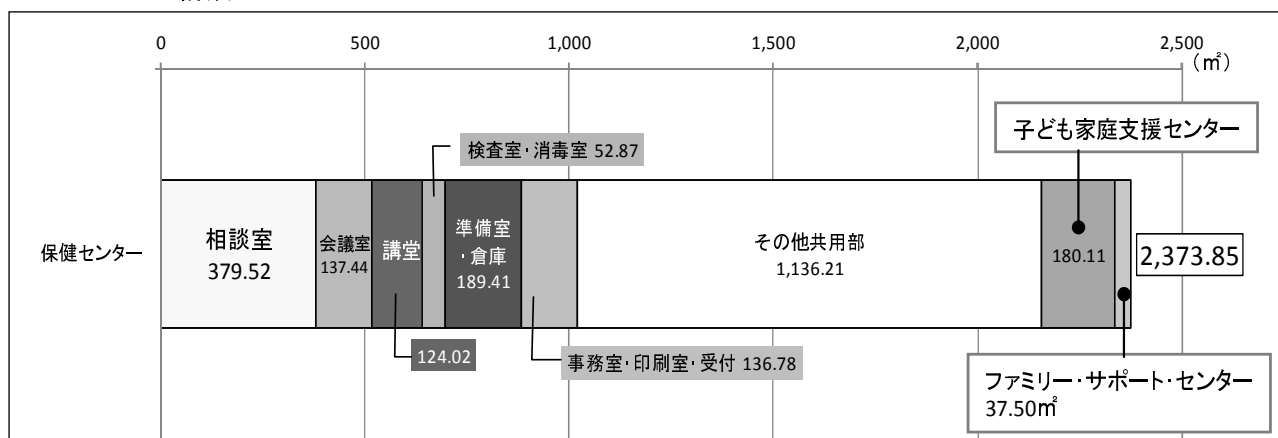 0 500 1,000 1,500 2,000 2,500
(㎡)
子ども家庭支援センター
検査室・消毒室 52.87
保健センター
相談室
379.52
会議室
137.44
講堂
準備室
・倉庫
189.41
その他共用部
1,136.21
180.11
2,373.85
124.02
事務室・印刷室・受付 136.78
ファミリー・サポート・センター
37.50㎡